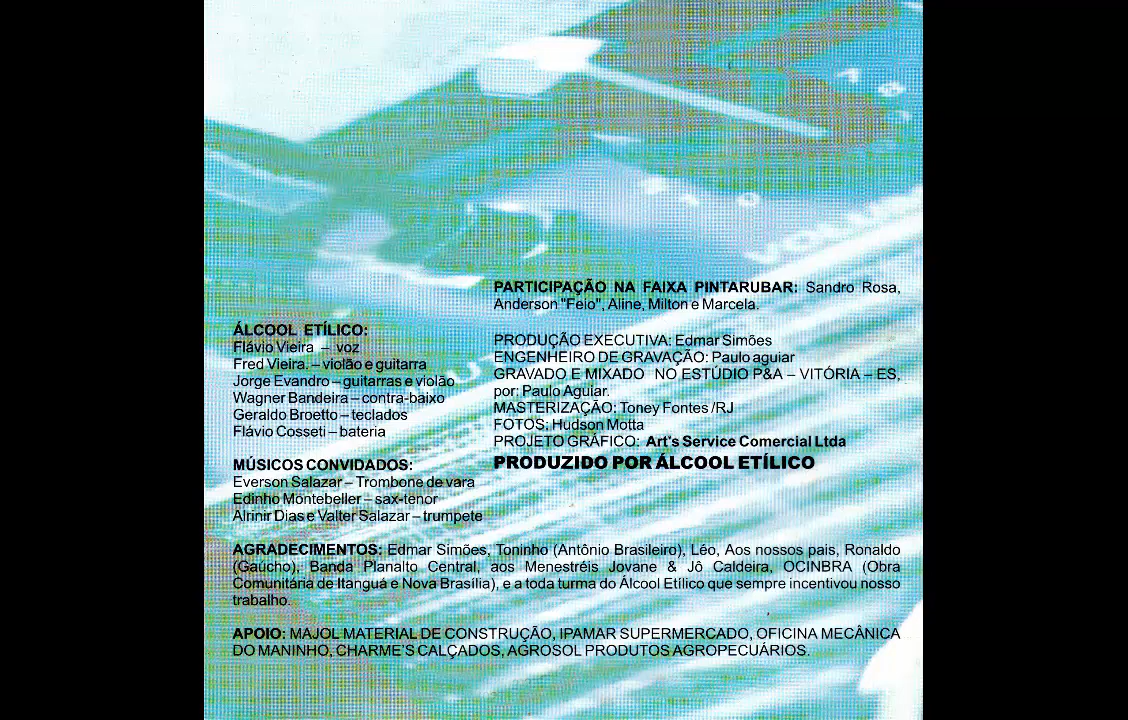 PARTICIPAÇÃO NA FAIXA PINTARUBAR: Sandro Rosa,
Anderson "Feio", Aline, Milton e Marcela.
ÁLCOOL ETÍLICO:
Flávio Vieira – voz
Fred Vieira. – violão e guitarra
Jorge Evandro – guitarras e violão
Wagner Bandeira – contra-baixo
Geraldo Broetto – teclados
Flávio Cosseti – bateria
MÚSICOS CONVIDADOS:
Everson Salazar – Trombone de vara
Edinho Montebeller – sax-tenor
Alrinir Dias e Valter Salazar – trumpete
PRODUÇÃO EXECUTIVA: Edmar Simões
ENGENHEIRO DE GRAVAÇÃO: Paulo aguiar
GRAVADO E MIXADO NO ESTÚDIO P&A – VITÓRIA – ES,
por: Paulo Aguiar.
MASTERIZAÇÃO: Toney Fontes /RJ
FOTOS: Hudson Motta
PROJETO GRÁFICO: Art's Service Comercial Ltda
PRODUZIDO POR ÁLCOOL ETÍLICO
AGRADECIMENTOS: Edmar Simões, Toninho (Antônio Brasileiro), Léo, Aos nossos pais, Ronaldo
(Gaúcho), Banda Planalto Central, aos Menestréis Jovane & Jô Caldeira, OCINBRA (Obra
Comunitária de Itanguá e Nova Brasília), e a toda turma do Álcool Etílico que sempre incentivou nosso
trabalho.
APOIO: MAJOL MATERIAL DE CONSTRUÇÃO, IPAMAR SUPERMERCADO, OFICINA MECÂNICA
DO MANINHO, CHARME'S CALÇADOS, AGROSOL PRODUTOS AGROPECUÁRIOS.